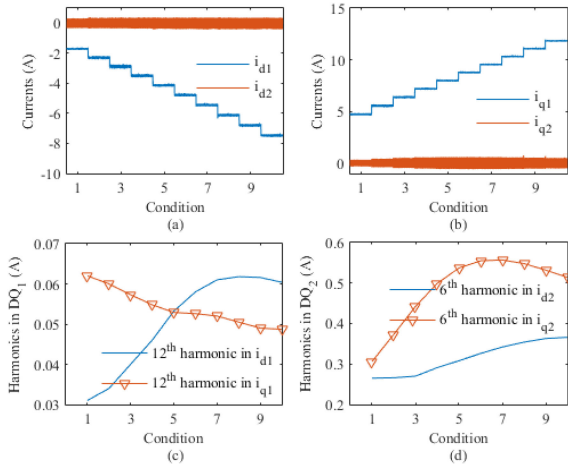 0
-2
-4
-6
-8
-10
Currents (A)
i_d1
i_d2
1 3 5 7 9
Condition
(a)
15
10
5
0
Currents (A)
i_q1
i_q2
1 3 5 7 9
Condition
(b)
0.07
0.06
0.05
0.04
0.03
Harmonics in DQ_1 (A)
12^th harmonic in i_d1
12^th harmonic in i_q1
1 3 5 7 9
Condition
(c)
0.6
0.5
0.4
0.3
0.2
Harmonics in DQ_2 (A)
6^th harmonic in i_d2
6^th harmonic in i_q2
1 3 5 7 9
Condition
(d)